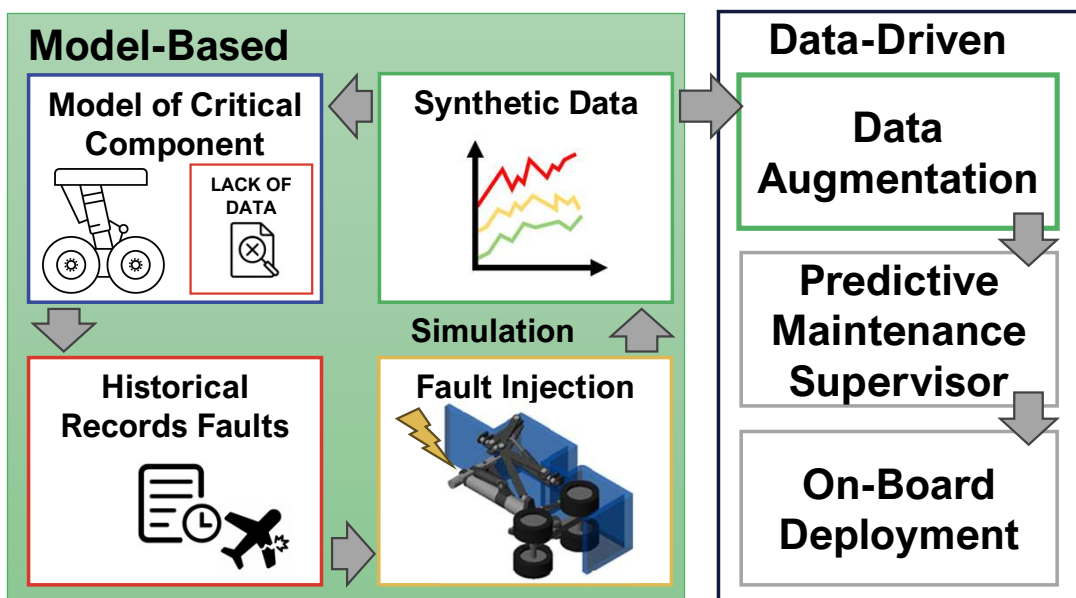 Model-Based
Model of Critical
Component
LACK OF
DATA
Synthetic Data
Historical
Records Faults
Simulation
Fault Injection
Data-Driven
Data
Augmentation
Predictive
Maintenance
Supervisor
On-Board
Deployment